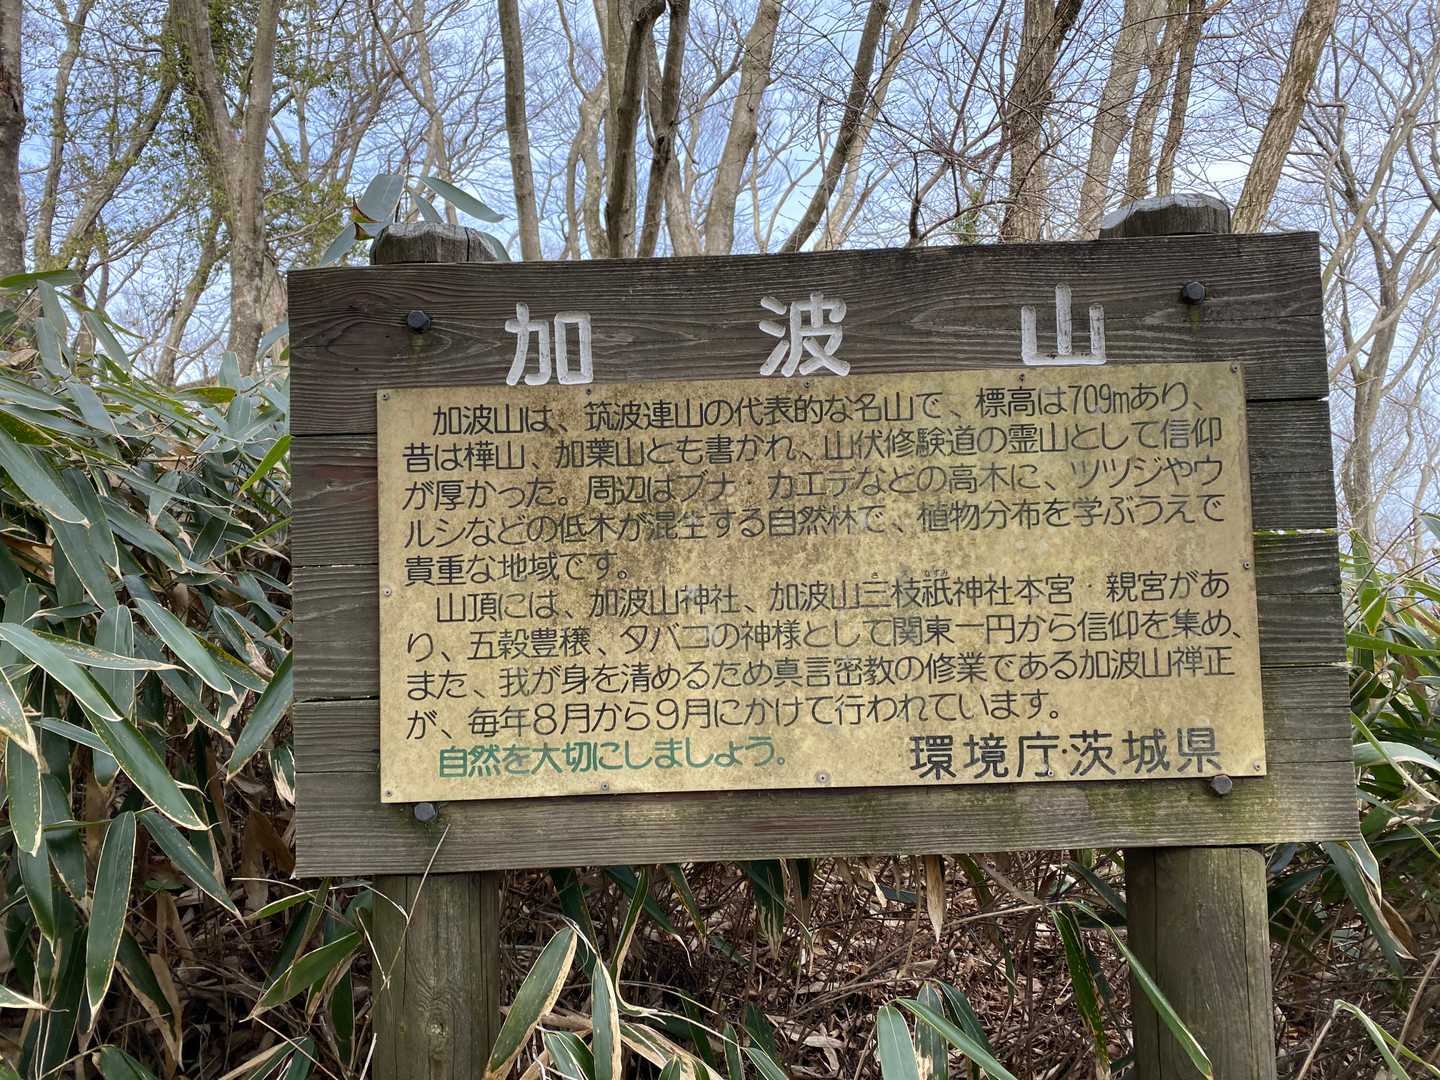 加波山
加波山は、筑波連山の代表的な名山で、標高は709mあり、
昔は樺山、加葉山とも書かれ、山伏修験道の霊山として信仰
が厚かった。周辺はブナ・カエデなどの高木に、ツツジやウ
ルシなどの低木が混生する自然林で、植物分布を学ぶうえで
貴重な地域です。
山頂には、加波山神社、加波山三枝祇神社本宮・親宮があ
り、五穀豊穣、タバコの神様として関東一円から信仰を集め、
また、我が身を清めるため真言密教の修業である加波山禅正
が、毎年8月から9月にかけて行われています。
自然を大切にしましょう。
環境庁・茨城県